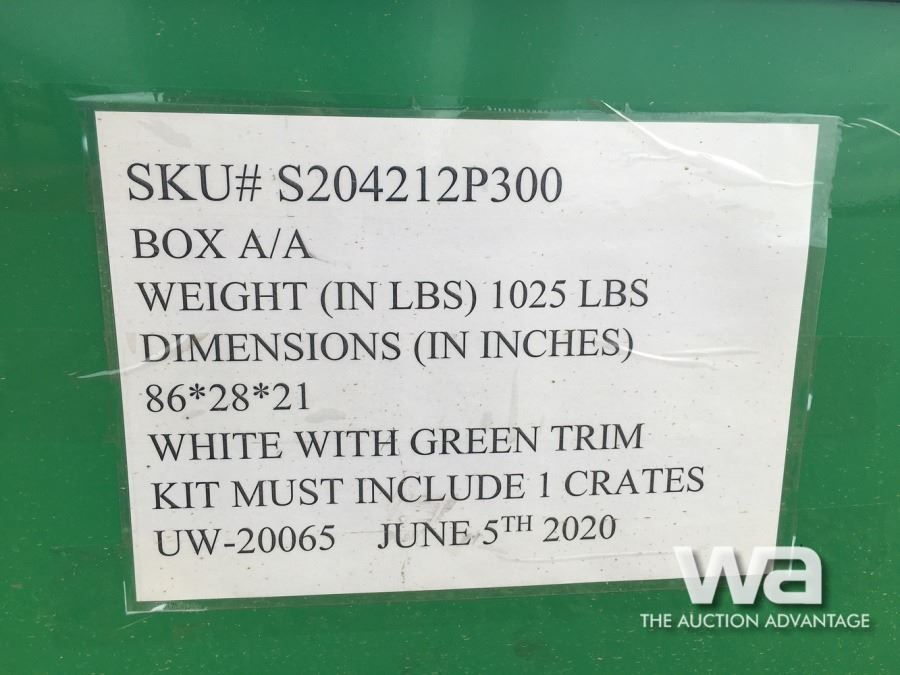 SKU# S204212P300
BOX A/A
WEIGHT (IN LBS) 1025 LBS
DIMENSIONS (IN INCHES)
86*28*21
WHITE WITH GREEN TRIM
KIT MUST INCLUDE 1 CRATES
UW-20065 JUNE 5TH 2020
wa
THE AUCTION ADVANTAGE